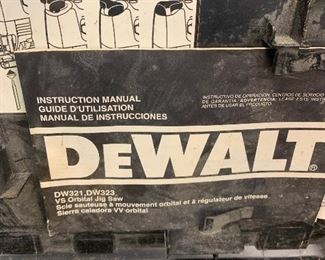 INSTRUCTION MANUAL
GUIDE D'UTILISATION
MANUAL DE INSTRUCCIONES
INSTRUCTIVO DE OPERACIÓN, CENTROS DE SERVICIO
DE GARANTÍA. ADVERTENCIA: LÉASE ESTE
ANTES DE USAR EL PRODUCTO.
DEWALT®
DW321, DW323
VS Orbital Jig Saw
Scie sauteuse à mouvement orbital et à régulateur de vitesse
Sierra caladora VV orbital